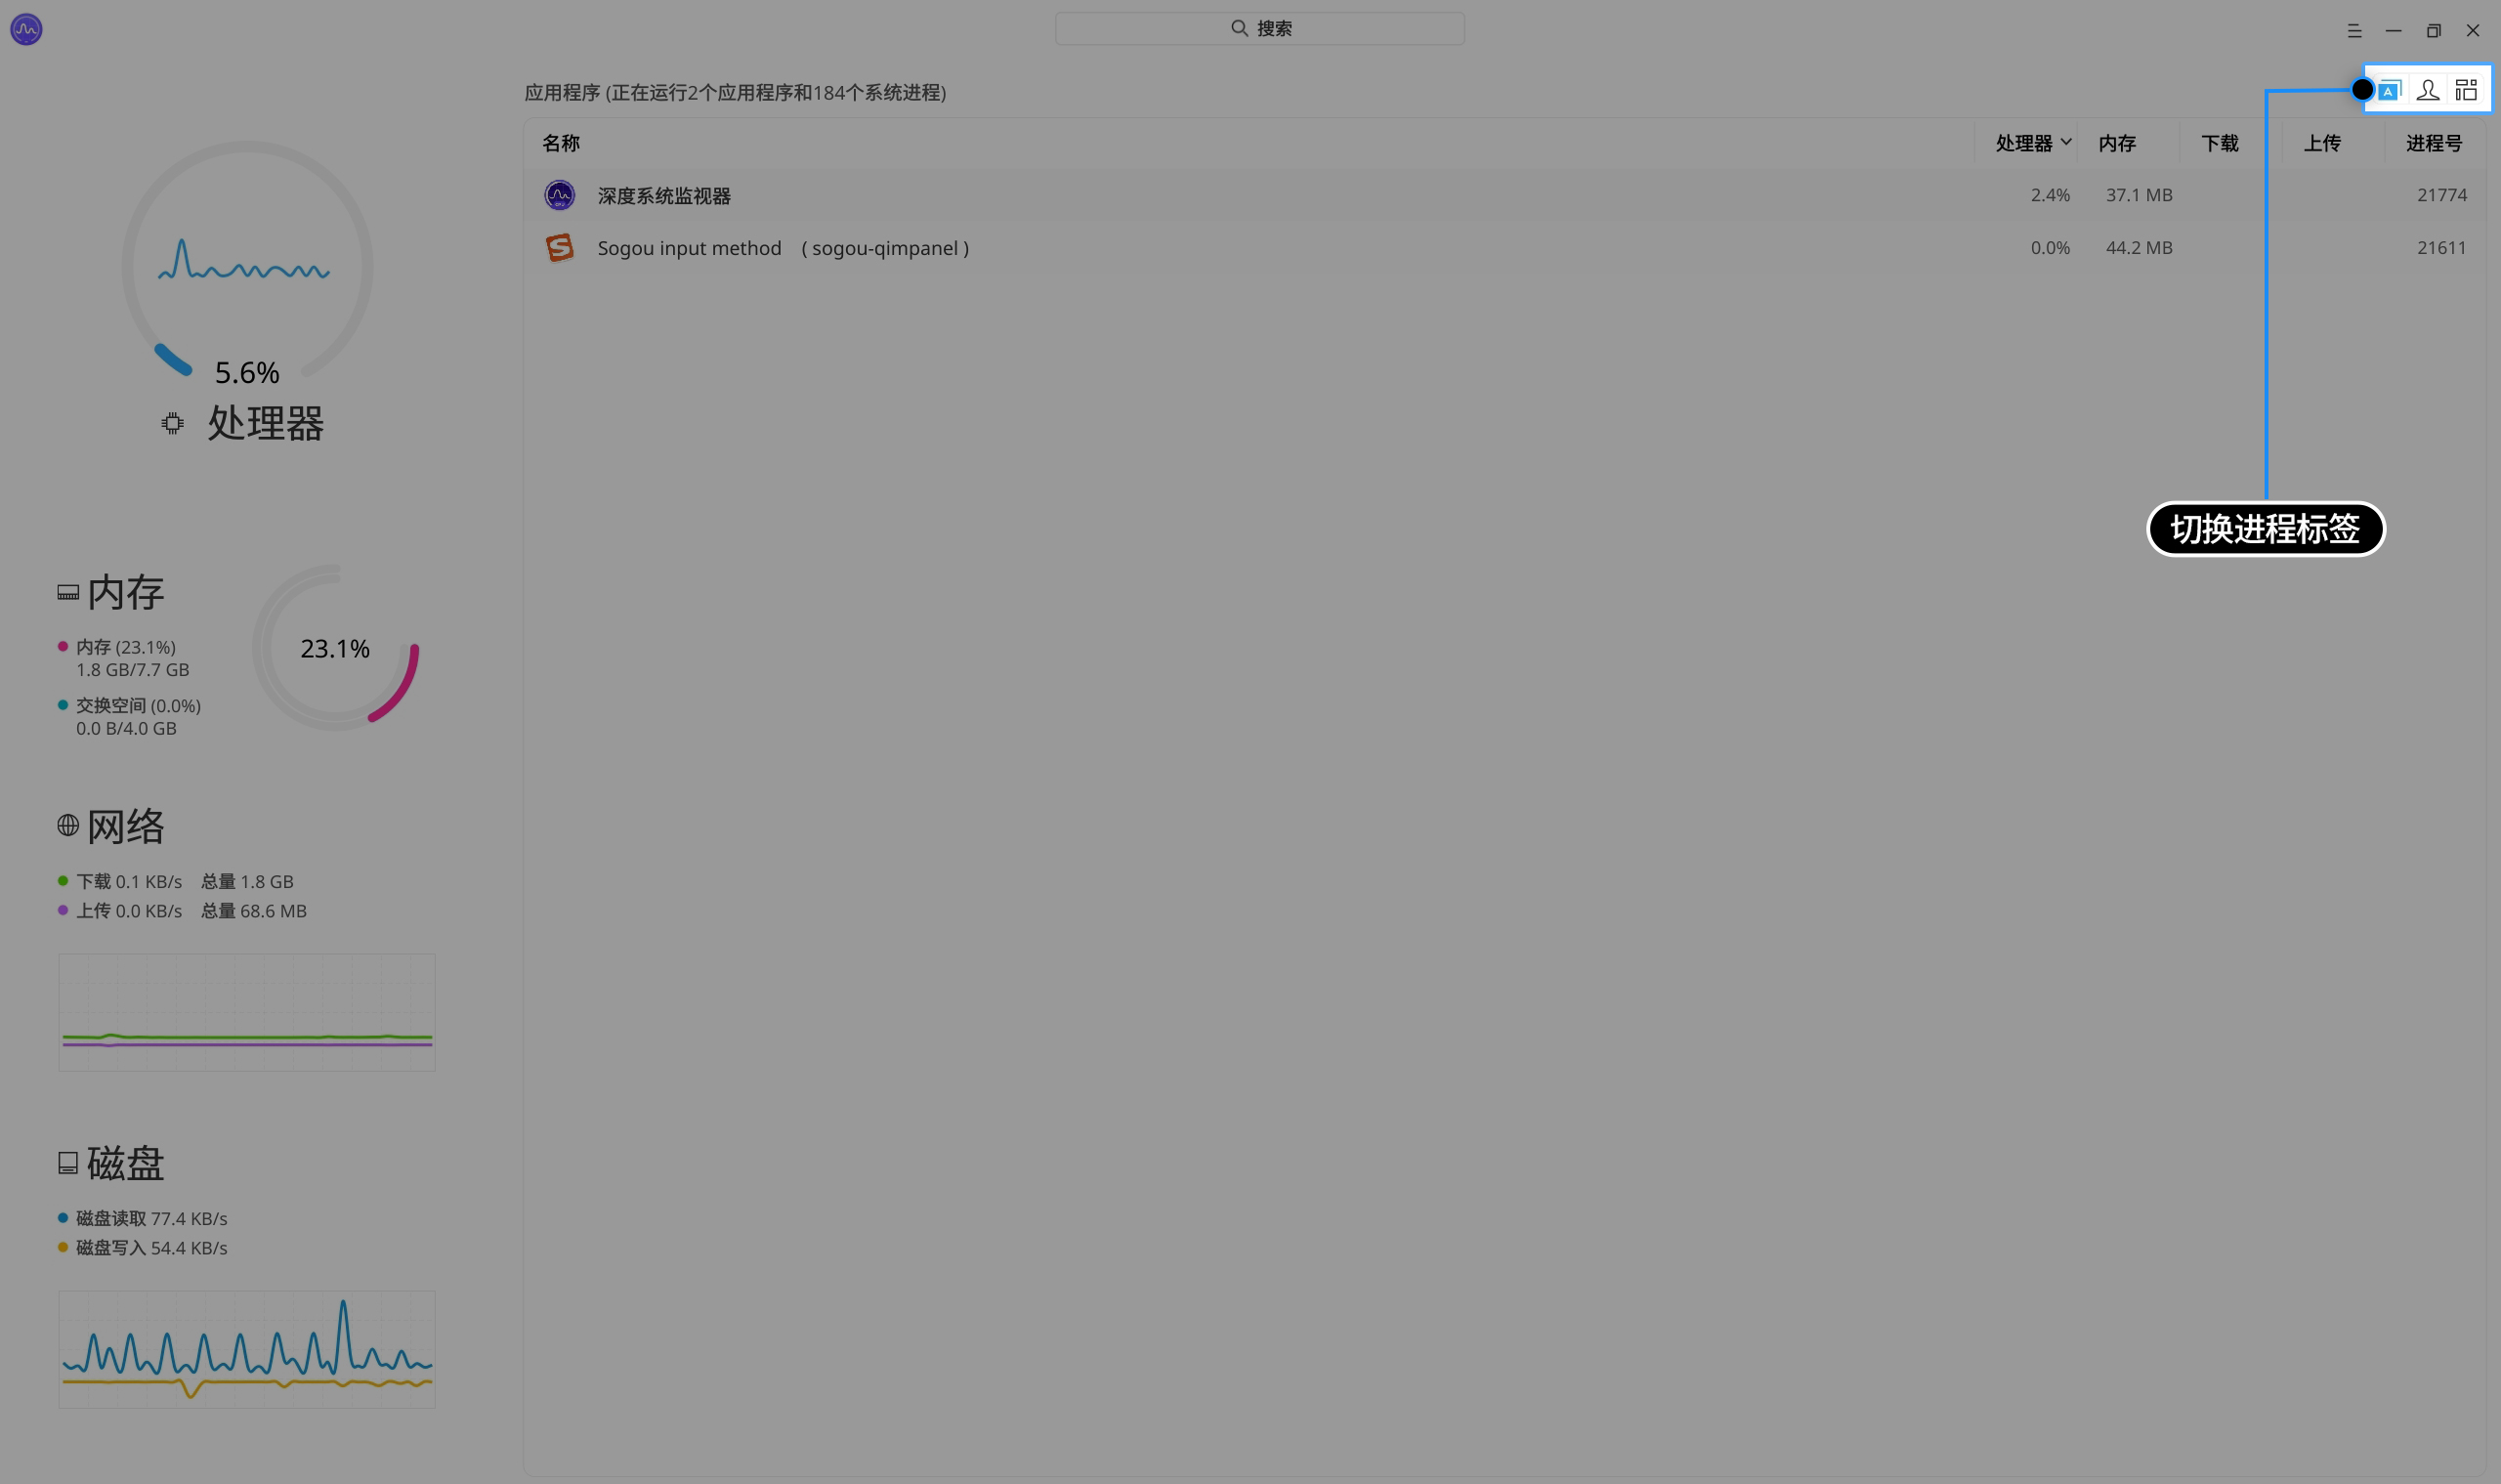 搜索
应用程序 (正在运行2个应用程序和184个系统进程)
名称 处理器 内存 下载 上传 进程号
深度系统监视器 2.4% 37.1 MB 21774
Sogou input method ( sogou-qimpanel ) 0.0% 44.2 MB 21611
切换进程标签
5.6%
处理器
内存
内存 (23.1%)
1.8 GB/7.7 GB
交换空间 (0.0%)
0.0 B/4.0 GB
23.1%
网络
下载 0.1 KB/s 总量 1.8 GB
上传 0.0 KB/s 总量 68.6 MB
磁盘
磁盘读取 77.4 KB/s
磁盘写入 54.4 KB/s